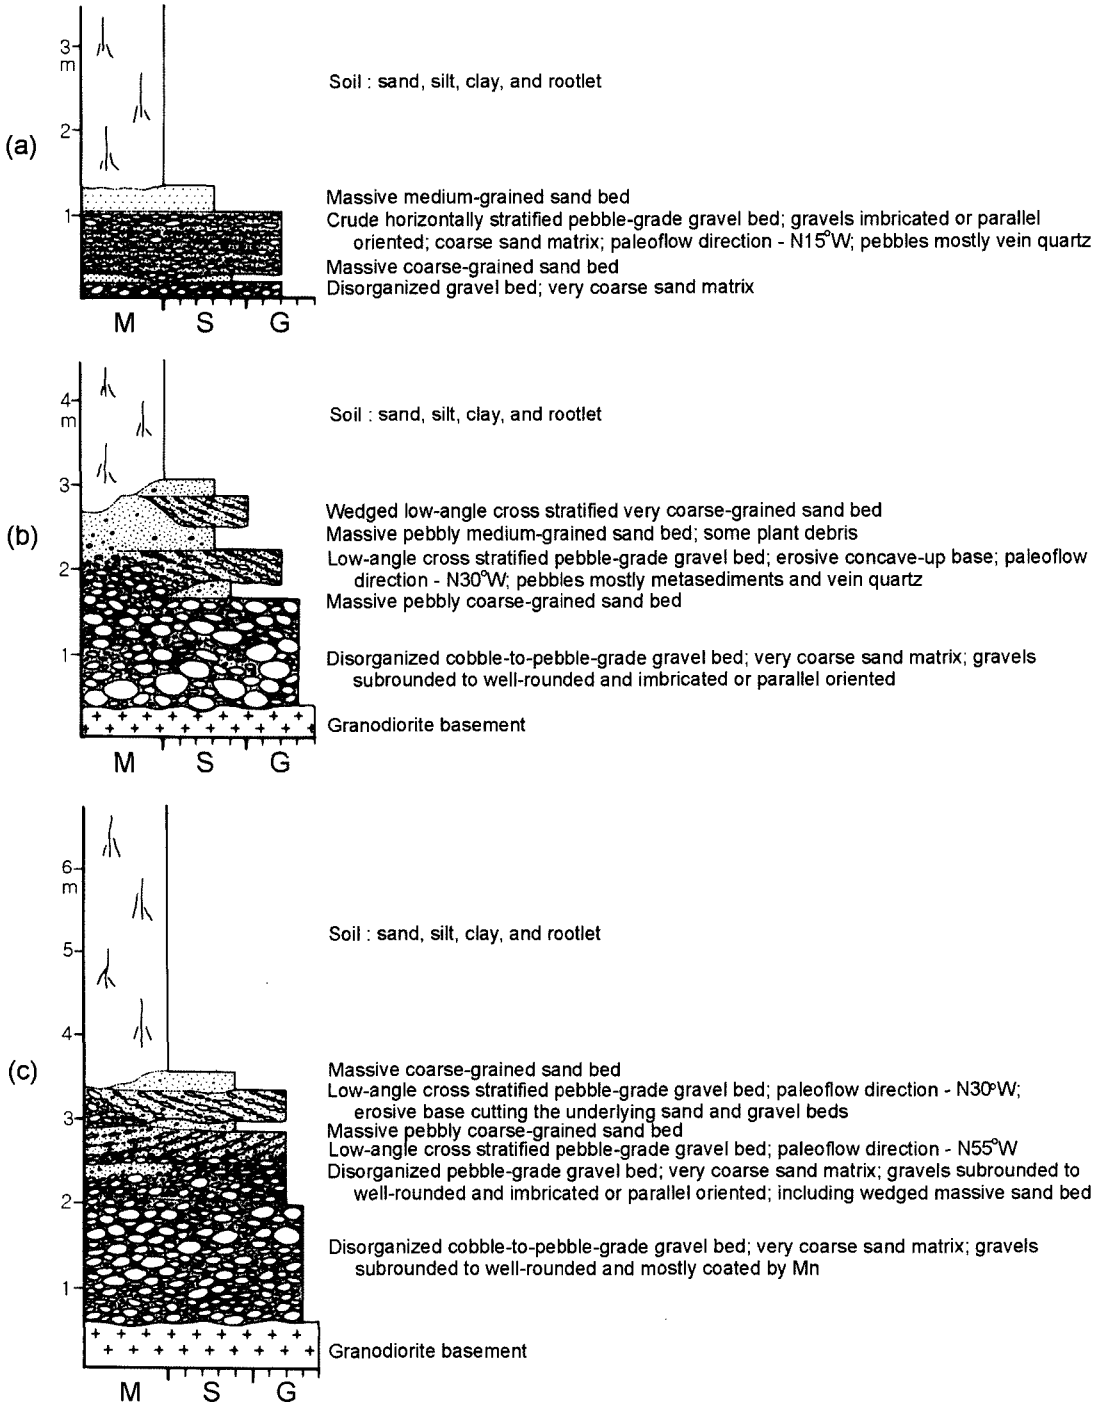 (a)
3
m
2
1
Soil : sand, silt, clay, and rootlet
Massive medium-grained sand bed
Crude horizontally stratified pebble-grade gravel bed; gravels imbricated or parallel
oriented; coarse sand matrix; paleoflow direction - N15°W; pebbles mostly vein quartz
Massive coarse-grained sand bed
Disorganized gravel bed; very coarse sand matrix
M S G
(b)
4
m
3
2
1
Soil : sand, silt, clay, and rootlet
Wedged low-angle cross stratified very coarse-grained sand bed
Massive pebbly medium-grained sand bed; some plant debris
Low-angle cross stratified pebble-grade gravel bed; erosive concave-up base; paleoflow
direction - N30°W; pebbles mostly metasediments and vein quartz
Massive pebbly coarse-grained sand bed
Disorganized cobble-to-pebble-grade gravel bed; very coarse sand matrix; gravels
subrounded to well-rounded and imbricated or parallel oriented
Granodiorite basement
M S G
(c)
6
m
5
4
3
2
1
Soil : sand, silt, clay, and rootlet
Massive coarse-grained sand bed
Low-angle cross stratified pebble-grade gravel bed; paleoflow direction - N30°W;
erosive base cutting the underlying sand and gravel beds
Massive pebbly coarse-grained sand bed
Low-angle cross stratified pebble-grade gravel bed; paleoflow direction - N55°W
Disorganized pebble-grade gravel bed; very coarse sand matrix; gravels subrounded to
well-rounded and imbricated or parallel oriented; including wedged massive sand bed
Disorganized cobble-to-pebble-grade gravel bed; very coarse sand matrix; gravels
subrounded to well-rounded and mostly coated by Mn
Granodiorite basement
M S G